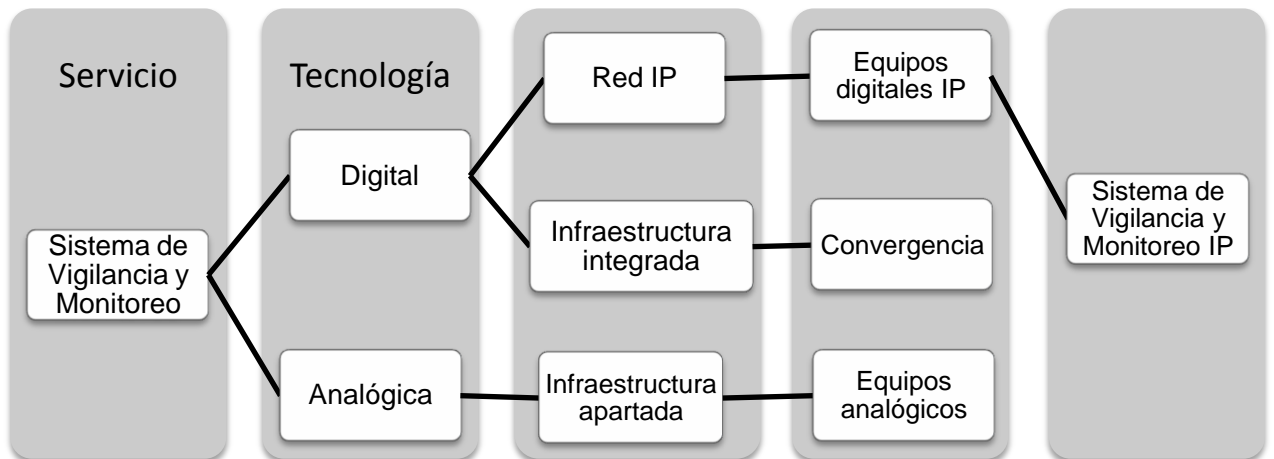 Servicio
Sistema de
Vigilancia y
Monitoreo
Tecnología
Digital
Analógica
Red IP
Infraestructura
integrada
Infraestructura
apartada
Equipos
digitales IP
Convergencia
Equipos
analógicos
Sistema de
Vigilancia y
Monitoreo IP